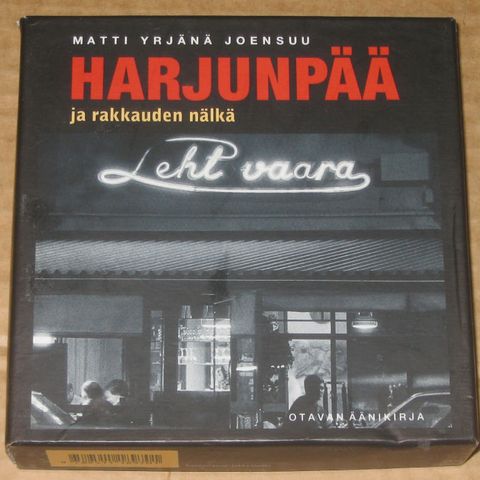 MATTI YRJÄNÄ JOENSUU
HARJUNPÄÄ
ja rakkauden nälkä
Leht vaara
OTAVAN ÄÄNIKIRJA